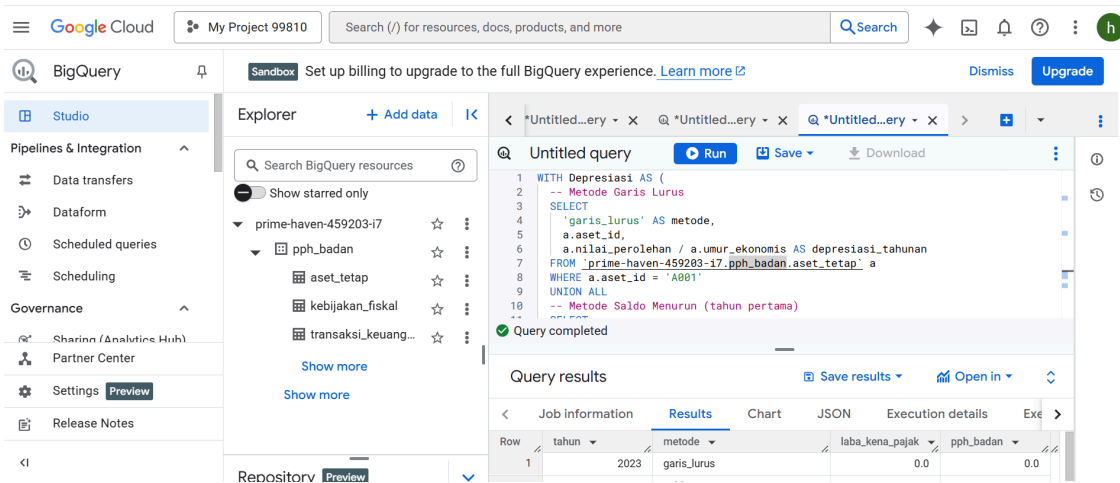 Google Cloud
My Project 99810
Search (/) for resources, docs, products, and more
Search
h
BigQuery
Sandbox Set up billing to upgrade to the full BigQuery experience. Learn more
Dismiss
Upgrade
Studio
Pipelines & Integration
Data transfers
Dataform
Scheduled queries
Scheduling
Governance
Sharing (Analytics Hub)
Partner Center
Settings Preview
Release Notes
Explorer
+ Add data
Search BigQuery resources
Show starred only
prime-haven-459203-i7
pph_badan
aset_tetap
kebijakan_fiskal
transaksi_keuang...
Show more
Show more
Repository Preview
*Untitled...ery
*Untitled...ery
*Untitled...ery
Untitled query
Run
Save
Download
1 WITH Depresiasi AS (
2 -- Metode Garis Lurus
3 SELECT
4 'garis_lurus' AS metode,
5 a.aset_id,
6 a.nilai_perolehan / a.umur_ekonomis AS depresiasi_tahunan
7 FROM `prime-haven-459203-i7.pph_badan.aset_tetap` a
8 WHERE a.aset_id = 'A001'
9 UNION ALL
10 -- Metode Saldo Menurun (tahun pertama)
Query completed
Query results
Save results
Open in
Job information
Results
Chart
JSON
Execution details
Exe
Row tahun metode laba_kena_pajak pph_badan
1 2023 garis_lurus 0.0 0.0